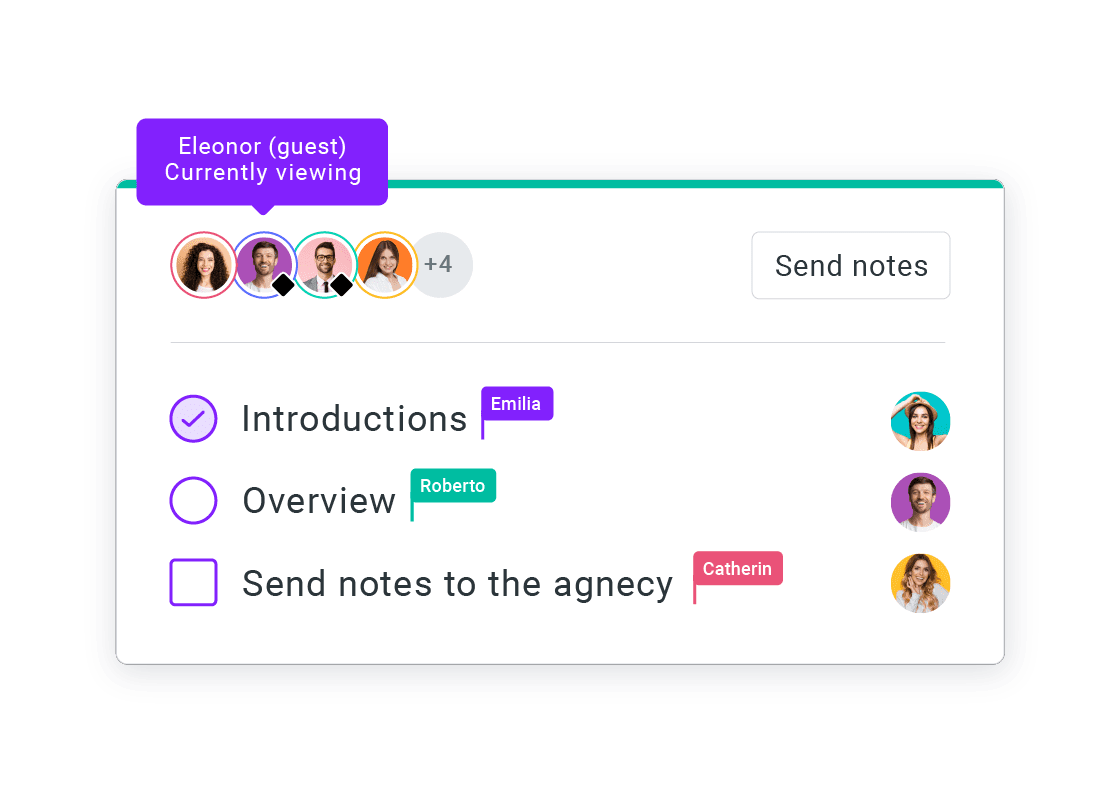 Eleonor (guest)
Currently viewing
+4
Send notes
Introductions
Emilia
Overview
Roberto
Send notes to the agnecy
Catherin